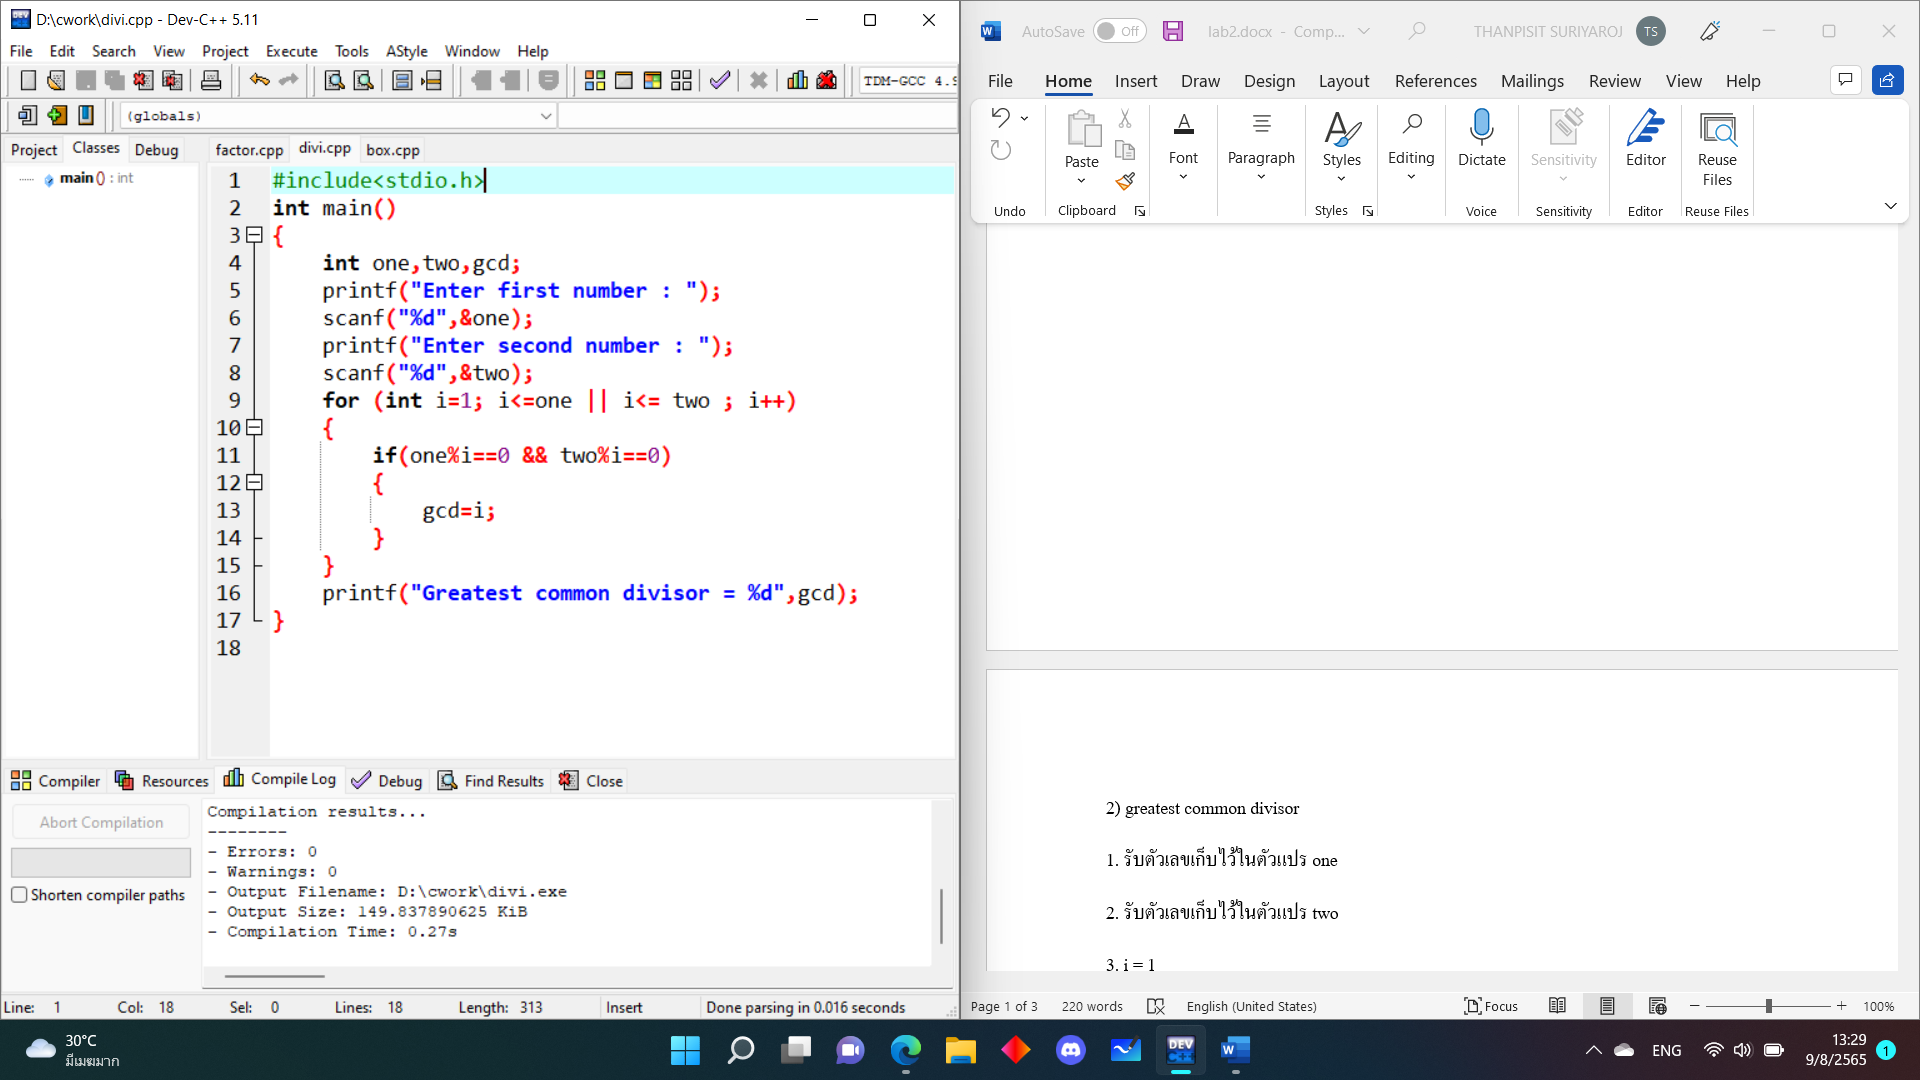 D:\cwork\divi.cpp - Dev-C++ 5.11
File Edit Search View Project Execute Tools AStyle Window Help
TDM-GCC 4.9
(globals)
Project Classes Debug
factor.cpp divi.cpp box.cpp
main () : int
1 #include<stdio.h>
2 int main()
3 {
4 int one,two,gcd;
5 printf("Enter first number : ");
6 scanf("%d",&one);
7 printf("Enter second number : ");
8 scanf("%d",&two);
9 for (int i=1; i<=one || i<= two ; i++)
10 {
11 if(one%i==0 && two%i==0)
12 {
13 gcd=i;
14 }
15 }
16 printf("Greatest common divisor = %d",gcd);
17 }
18
Compiler Resources Compile Log Debug Find Results Close
Abort Compilation
Shorten compiler paths
Compilation results...
--------
- Errors: 0
- Warnings: 0
- Output Filename: D:\cwork\divi.exe
- Output Size: 149.837890625 KiB
- Compilation Time: 0.27s
Line: 1 Col: 18 Sel: 0 Lines: 18 Length: 313 Insert Done parsing in 0.016 seconds
AutoSave Off lab2.docx - Comp... THANPISIT SURIYAROJ TS
File Home Insert Draw Design Layout References Mailings Review View Help
Paste Font Paragraph Styles Editing Dictate Sensitivity Editor Reuse Files
Undo Clipboard Styles Voice Sensitivity Editor Reuse Files
2) greatest common divisor
1. รับตัวเลขเก็บไว้ในตัวแปร one
2. รับตัวเลขเก็บไว้ในตัวแปร two
3. i = 1
Page 1 of 3 220 words English (United States) Focus 100%
30°C
มีเมฆมาก
DEV C++
ENG
13:29
9/8/2565
1